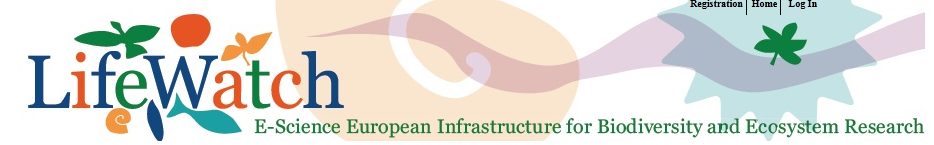 Registration | Home | Log In
LifeWatch
E-Science European Infrastructure for Biodiversity and Ecosystem Research